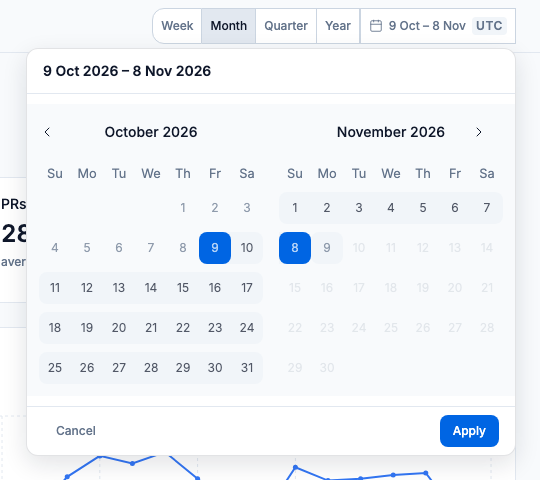 Week Month Quarter Year 9 Oct – 8 Nov UTC
9 Oct 2026 – 8 Nov 2026
October 2026
Su Mo Tu We Th Fr Sa
1 2 3
4 5 6 7 8 9 10
11 12 13 14 15 16 17
18 19 20 21 22 23 24
25 26 27 28 29 30 31
November 2026
Su Mo Tu We Th Fr Sa
1 2 3 4 5 6 7
8 9 10 11 12 13 14
15 16 17 18 19 20 21
22 23 24 25 26 27 28
29 30
PRs
28
aver
Cancel Apply